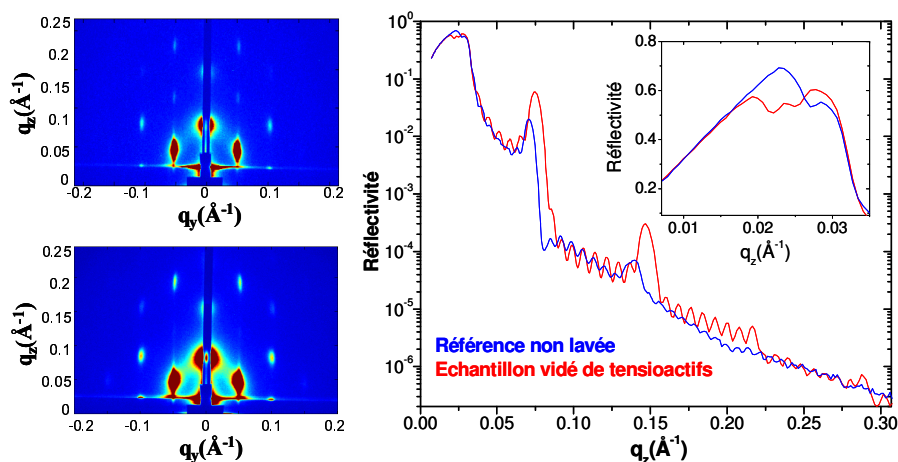 0.25
0.2
0.15
0.1
0.05
0
q_z(Å⁻¹)
-0.2 -0.1 0 0.1 0.2
q_y(Å⁻¹)
0.25
0.2
0.15
0.1
0.05
0
q_z(Å⁻¹)
-0.2 -0.1 0 0.1 0.2
q_y(Å⁻¹)
10⁰
10⁻¹
10⁻²
10⁻³
10⁻⁴
10⁻⁵
10⁻⁶
Réflectivité
0.8
0.6
0.4
0.2
Réflectivité
0.01 0.02 0.03
q_z(Å⁻¹)
Référence non lavée
Echantillon vidé de tensioactifs
0.00 0.05 0.10 0.15 0.20 0.25 0.30
q_z(Å⁻¹)